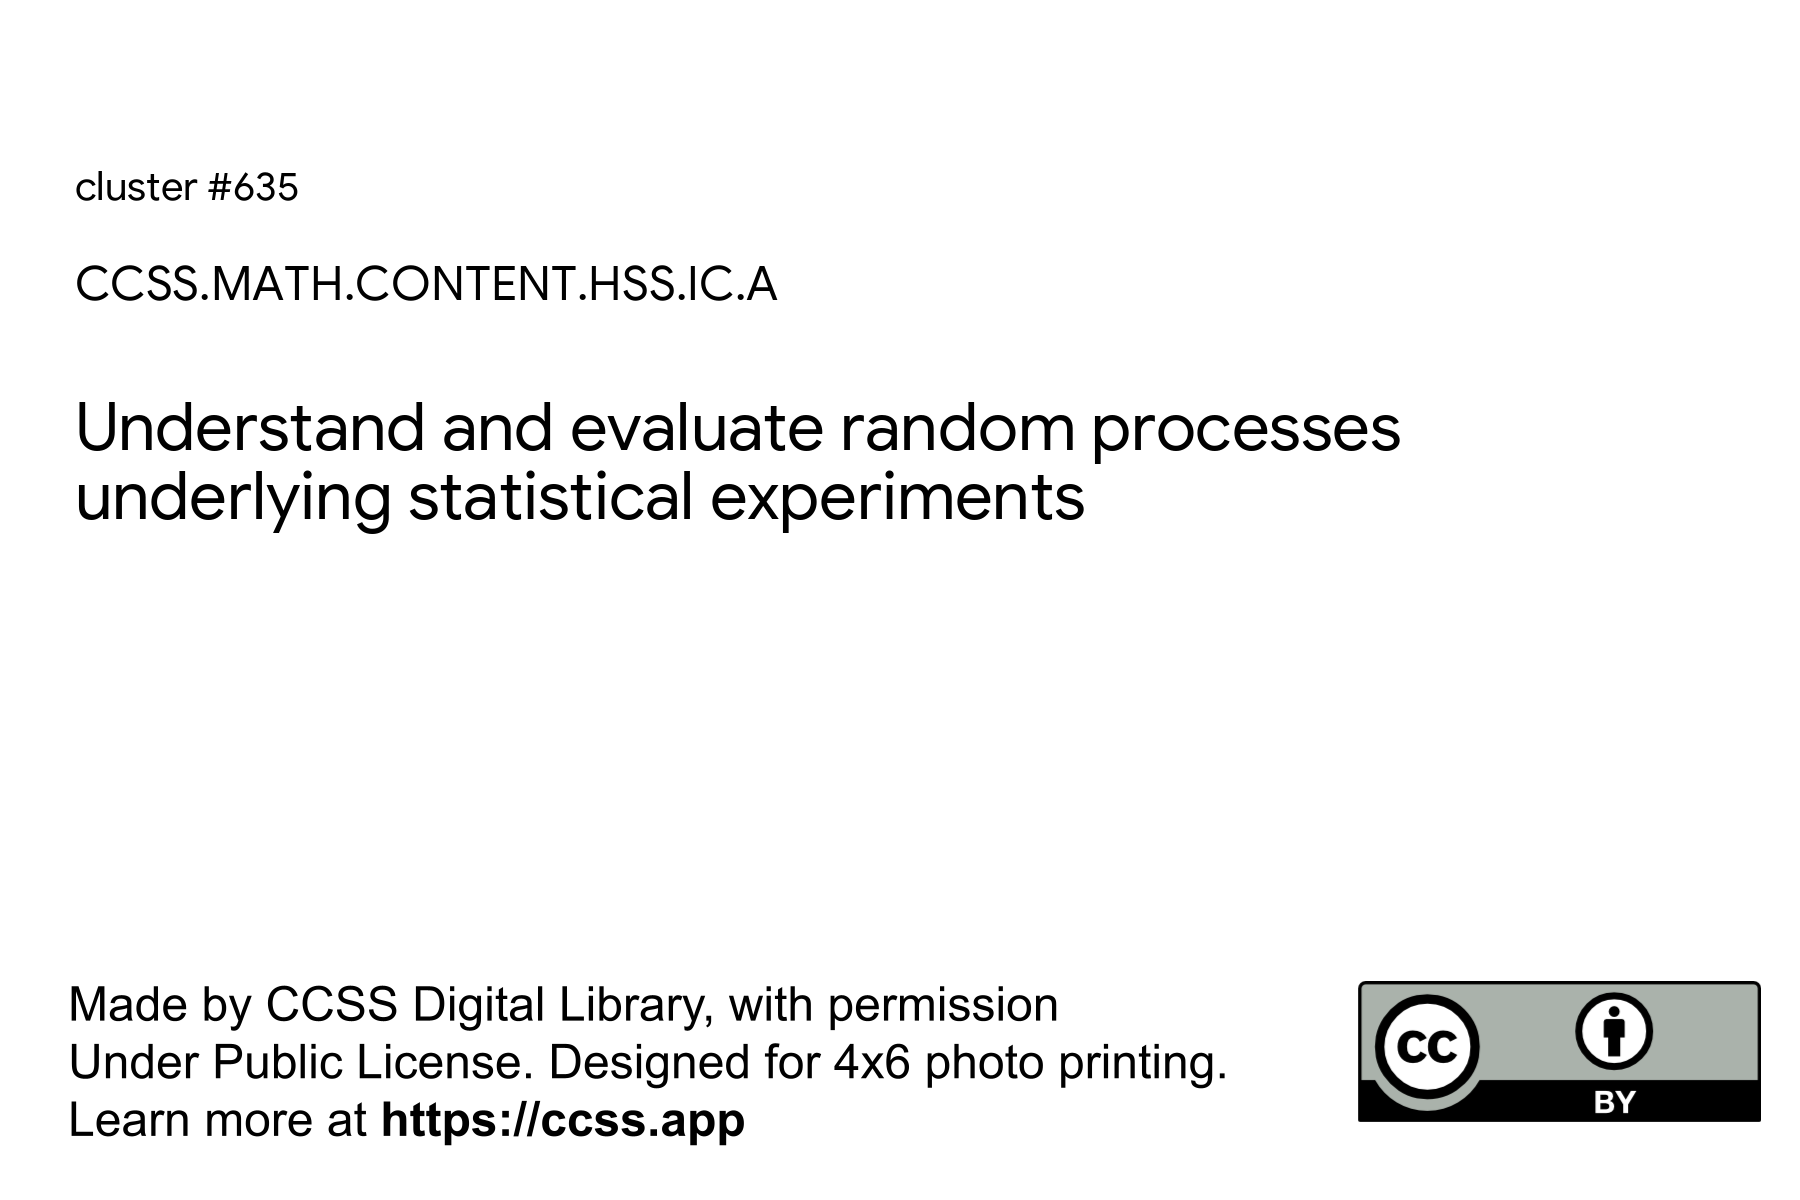 cluster #635
CCSS.MATH.CONTENT.HSS.IC.A
Understand and evaluate random processes
underlying statistical experiments
Made by CCSS Digital Library, with permission
Under Public License. Designed for 4x6 photo printing.
Learn more at https://ccss.app
CC
BY